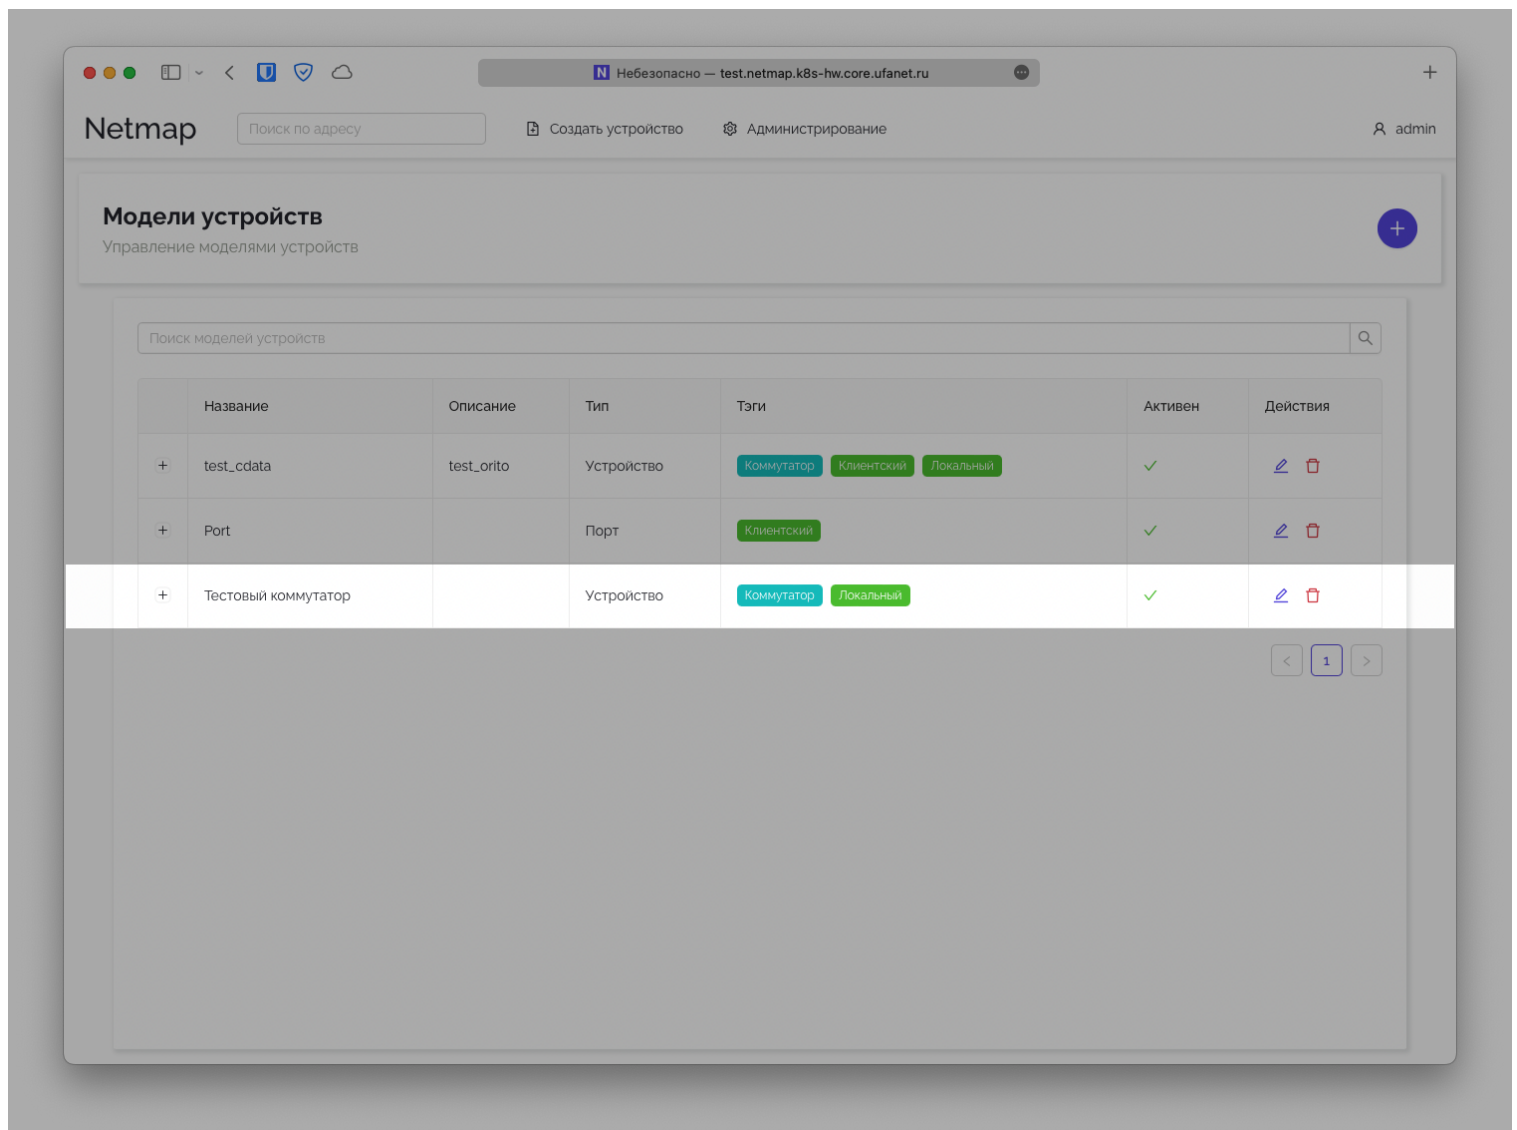 Небезопасно — test.netmap.k8s-hw.core.ufanet.ru
Netmap Поиск по адресу Создать устройство Администрирование admin
Модели устройств
Управление моделями устройств
Поиск моделей устройств
Название Описание Тип Тэги Активен Действия
test_cdata test_orito Устройство Коммутатор Клиентский Локальный
Port Порт Клиентский
Тестовый коммутатор Устройство Коммутатор Локальный
1